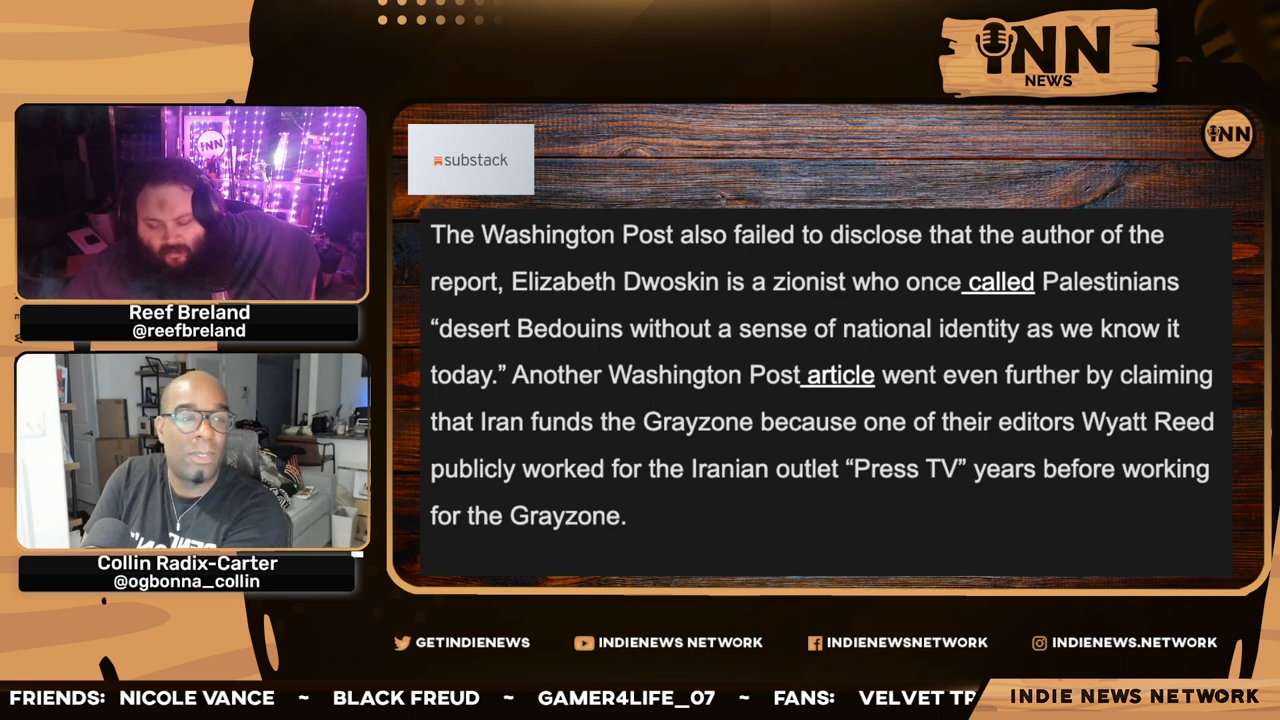 INN
NEWS
INN
substack
The Washington Post also failed to disclose that the author of the
report, Elizabeth Dwoskin is a zionist who once called Palestinians
“desert Bedouins without a sense of national identity as we know it
today.” Another Washington Post article went even further by claiming
that Iran funds the Grayzone because one of their editors Wyatt Reed
publicly worked for the Iranian outlet “Press TV” years before working
for the Grayzone.
INN
Reef Breland
@reefbreland
Collin Radix-Carter
@ogbonna_collin
GETINDIENEWS
INDIENEWS NETWORK
INDIENEWSNETWORK
INDIENEWS.NETWORK
FRIENDS: NICOLE VANCE ~ BLACK FREUD ~ GAMER4LIFE_07 ~ FANS: VELVET
INDIE NEWS NETWORK